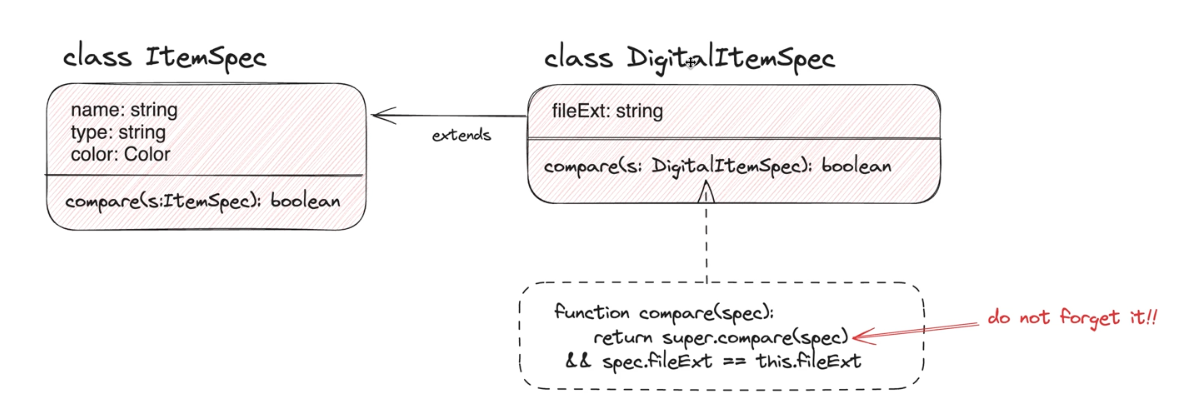 class ItemSpec
name: string
type: string
color: Color
compare(s:ItemSpec): boolean
extends
class DigitalItemSpec
fileExt: string
compare(s: DigitalItemSpec): boolean
function compare(spec):
return super.compare(spec)
&& spec.fileExt == this.fileExt
do not forget it!!